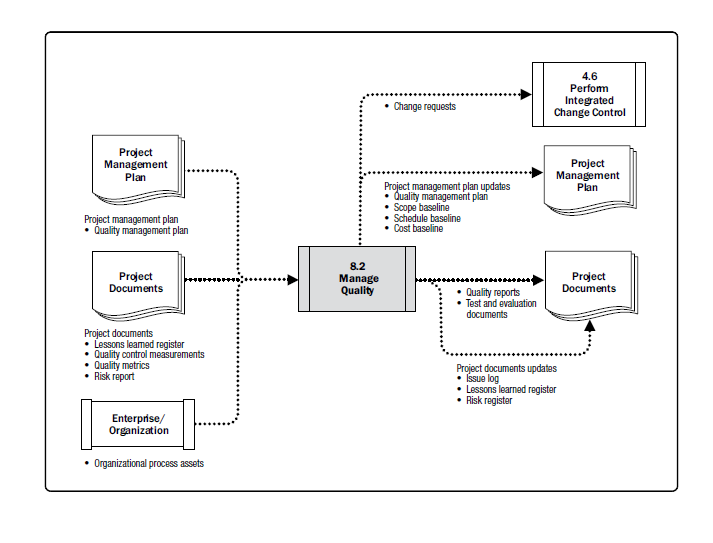 4.6
Perform
Integrated
Change Control
• Change requests
Project
Management
Plan
Project
Management
Plan
Project management plan updates
• Quality management plan
• Scope baseline
• Schedule baseline
• Cost baseline
Project management plan
• Quality management plan
8.2
Manage
Quality
Project
Documents
Project
Documents
• Quality reports
• Test and evaluation
documents
Project documents
• Lessons learned register
• Quality control measurements
• Quality metrics
• Risk report
Project documents updates
• Issue log
• Lessons learned register
• Risk register
Enterprise/
Organization
• Organizational process assets